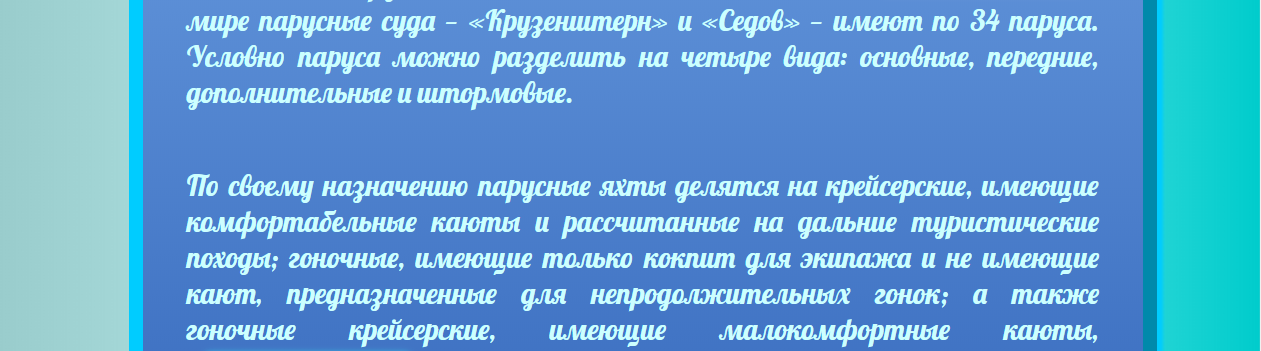 мире парусные суда – «Крузенштерн» и «Седов» – имеют по 34 паруса.
Условно паруса можно разделить на четыре вида: основные, передние,
дополнительные и штормовые.
По своему назначению парусные яхты делятся на крейсерские, имеющие
комфортабельные каюты и рассчитанные на дальние туристические
походы; гоночные, имеющие только кокпит для экипажа и не имеющие
кают, предназначенные для непродолжительных гонок; а также
гоночные крейсерские, имеющие малокомфортные каюты,